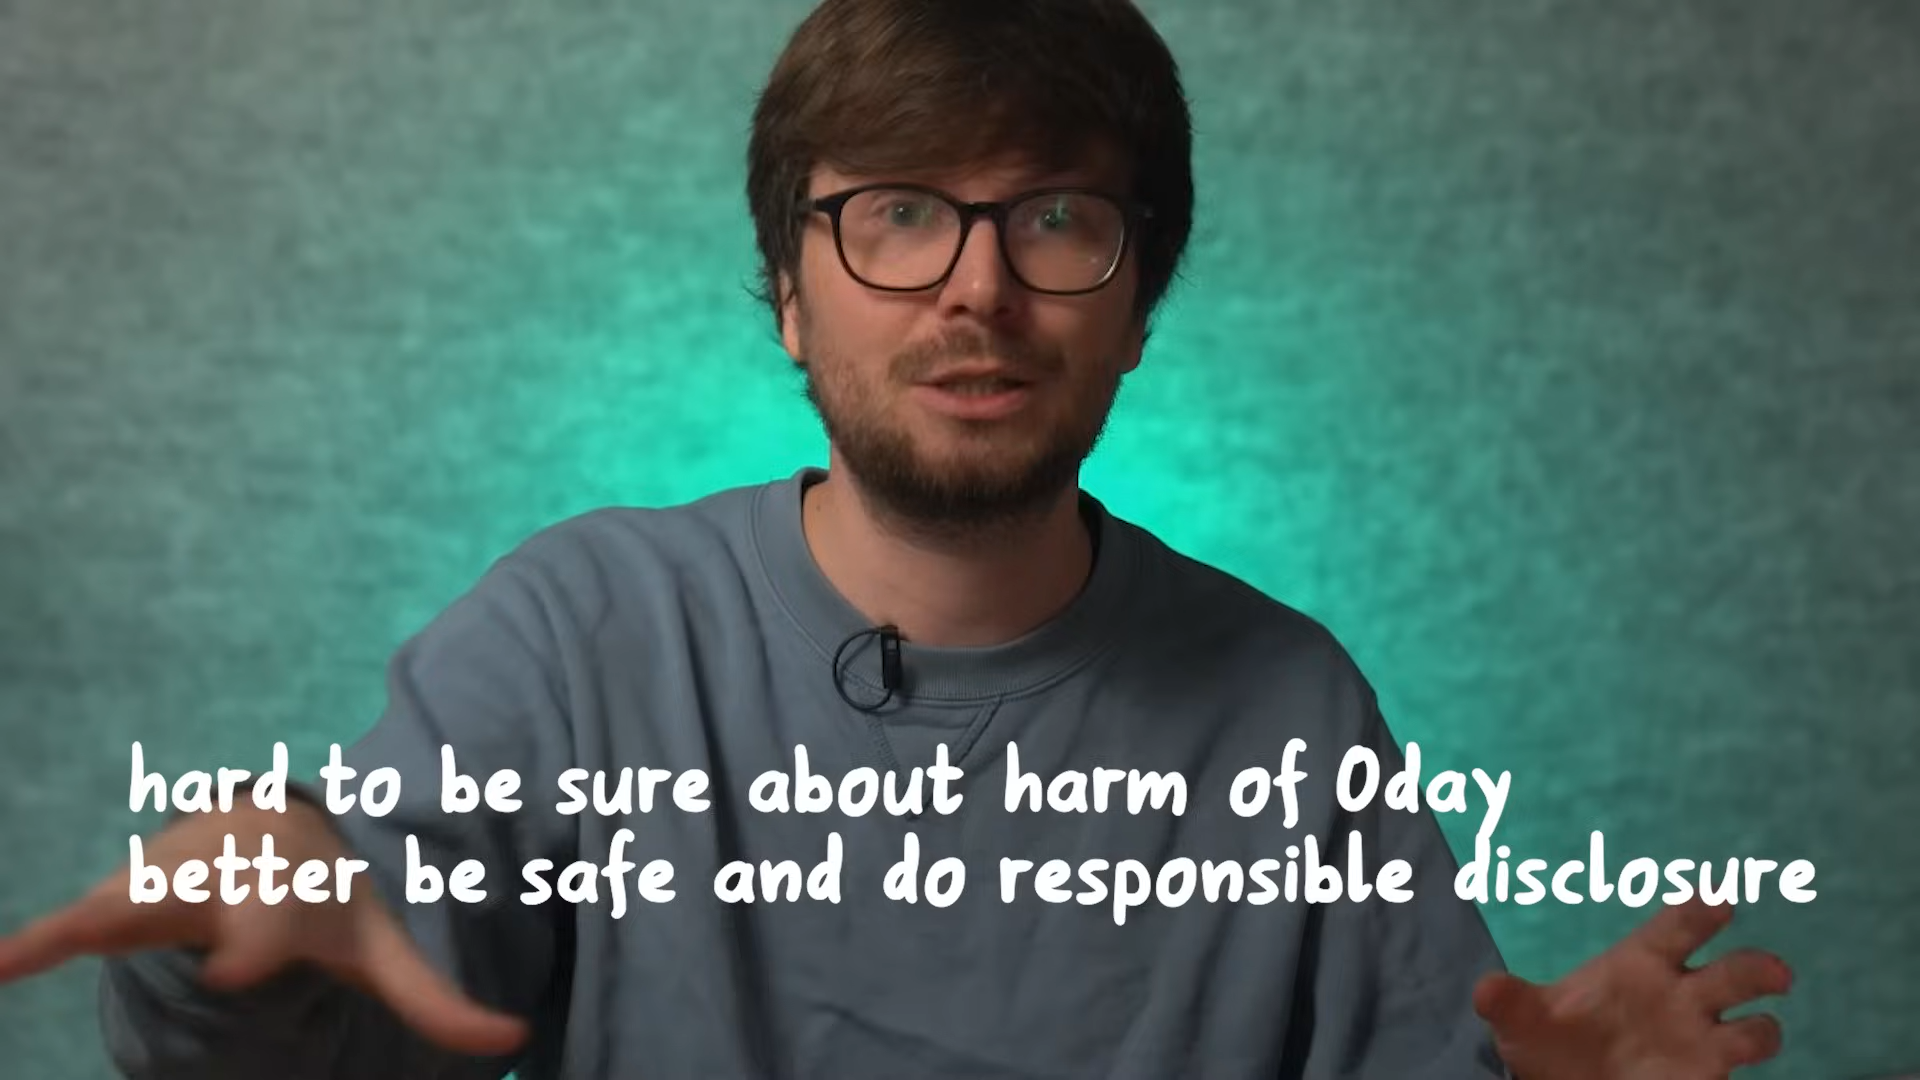 hard to be sure about harm of 0day
better be safe and do responsible disclosure